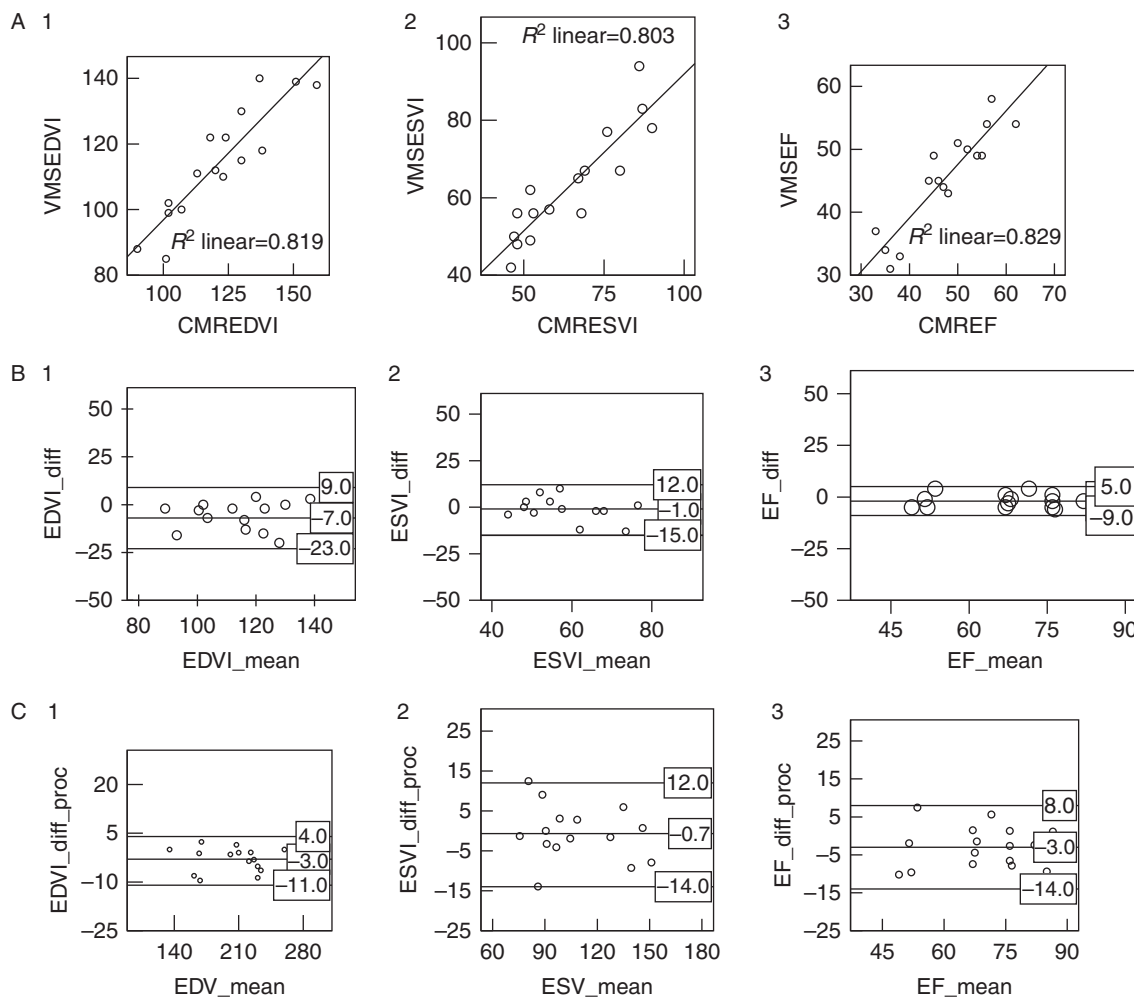 A 1
R² linear=0.819
VMSEDVI
140
120
100
80
100 125 150
CMREDVI
2
R² linear=0.803
VMSESVI
100
80
60
40
50 75 100
CMRESVI
3
R² linear=0.829
VMSEF
60
50
40
30
30 40 50 60 70
CMREF
B 1
EDVI_diff
50
25
0
−25
−50
9.0
−7.0
−23.0
80 100 120 140
EDVI_mean
2
ESVI_diff
50
25
0
−25
−50
12.0
−1.0
−15.0
40 60 80
ESVI_mean
3
EF_diff
50
25
0
−25
−50
5.0
−9.0
45 60 75 90
EF_mean
C 1
EDVI_diff_proc
20
5
−10
−25
4.0
−3.0
−11.0
140 210 280
EDV_mean
2
ESVI_diff_proc
25
15
5
−5
−15
−25
12.0
−0.7
−14.0
60 90 120 150 180
ESV_mean
3
EF_diff_proc
25
15
5
−5
−15
−25
8.0
−3.0
−14.0
45 60 75 90
EF_mean